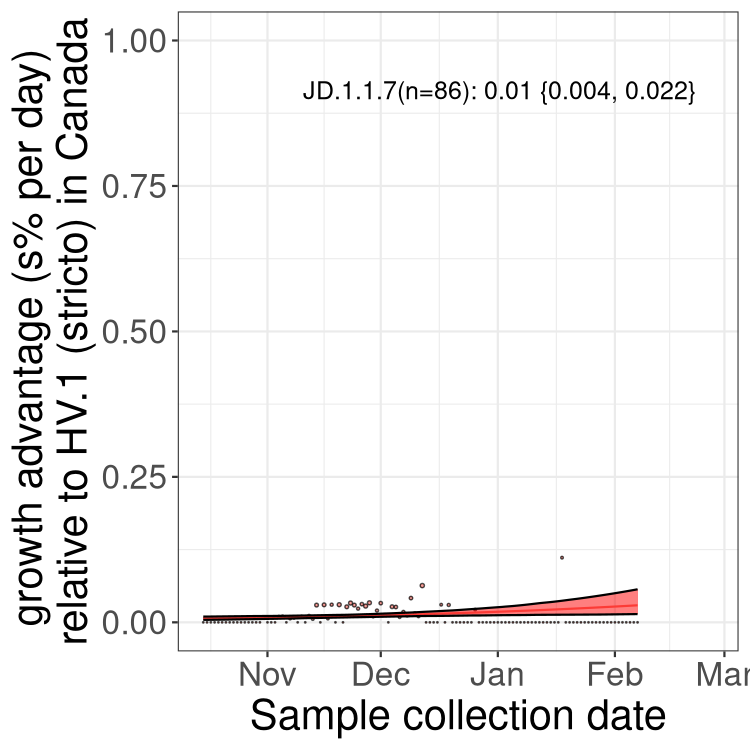 growth advantage (s% per day)
relative to HV.1 (stricto) in Canada
1.00
0.75
0.50
0.25
0.00
JD.1.1.7(n=86): 0.01 {0.004, 0.022}
Nov
Dec
Jan
Feb
Mar
Sample collection date